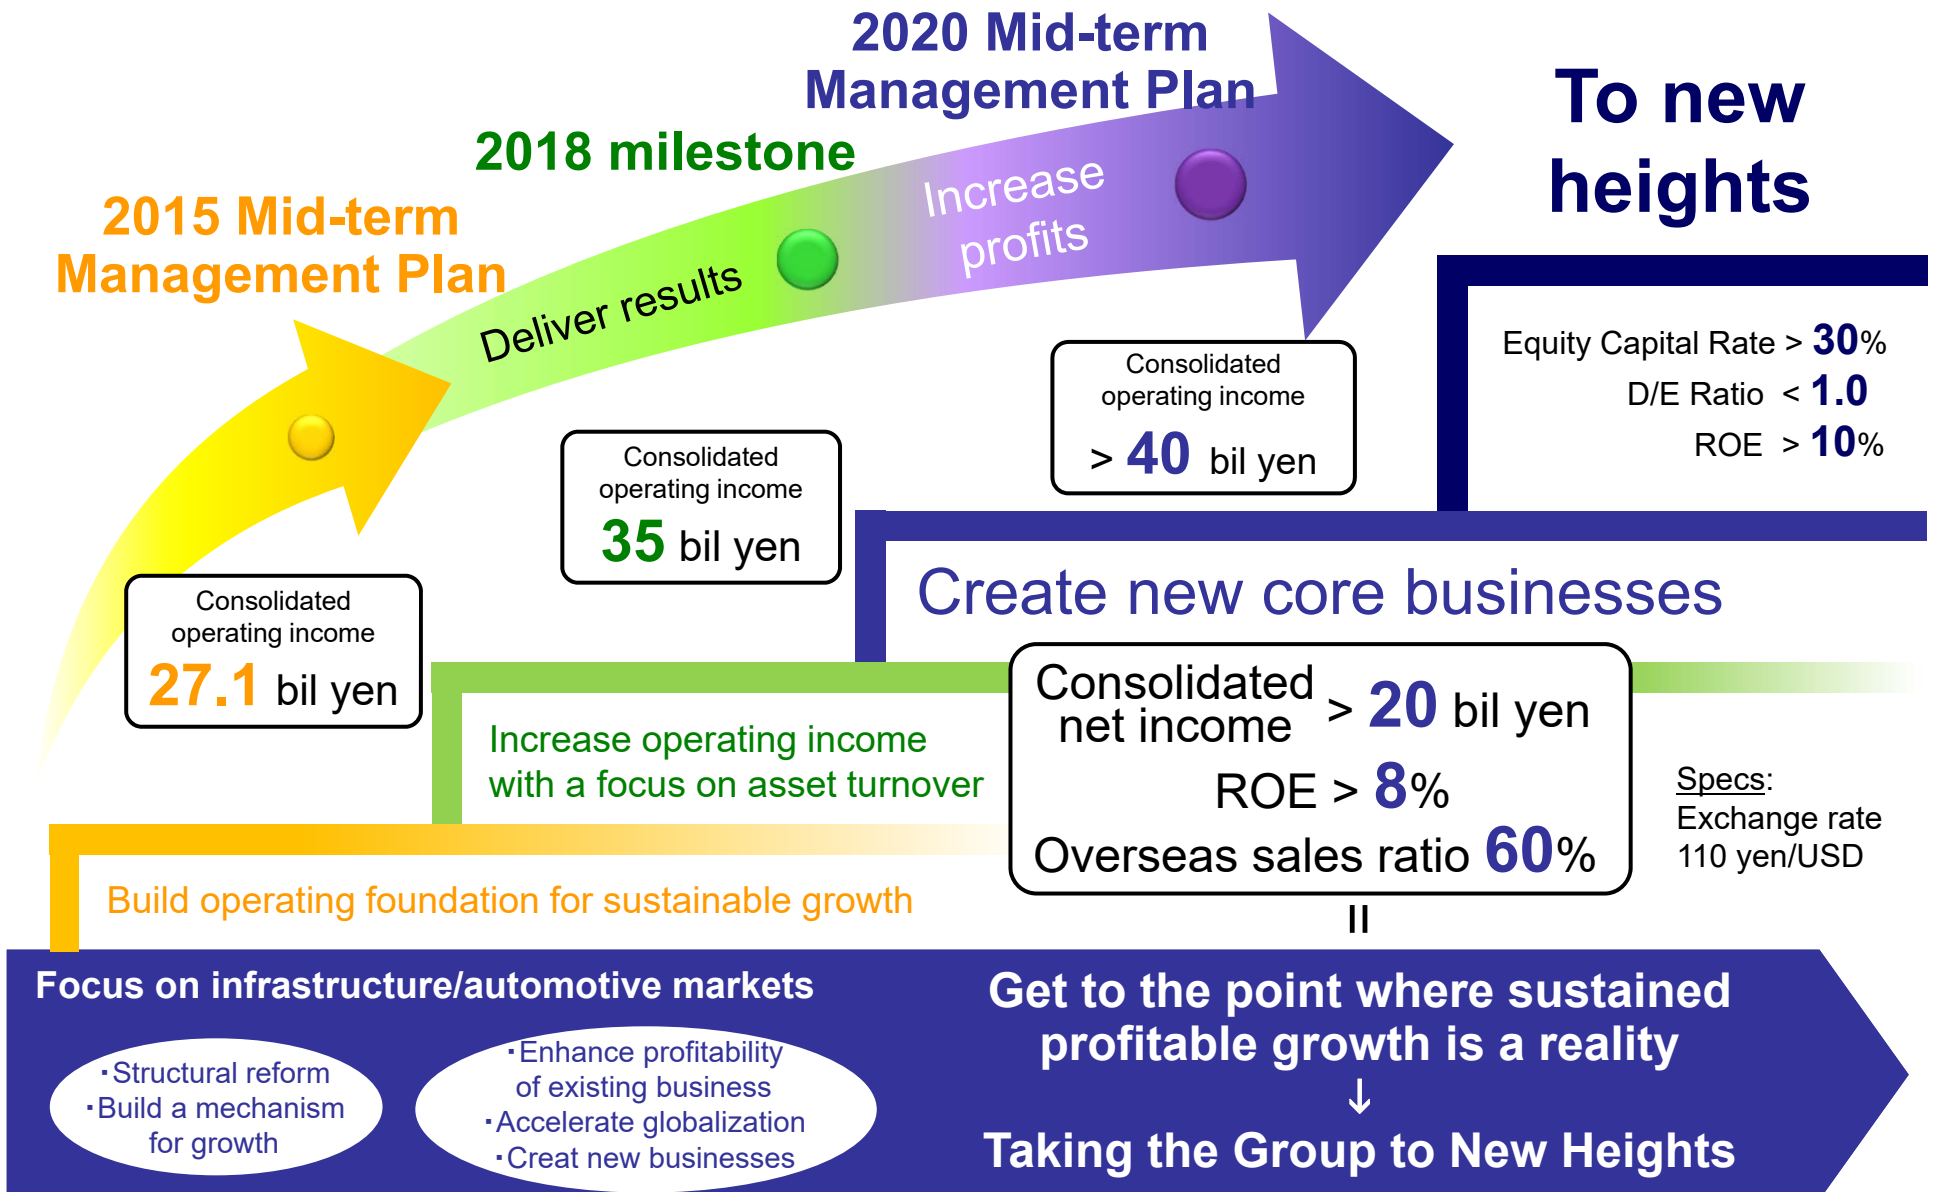 2015 Mid-term
Management Plan
2018 milestone
2020 Mid-term
Management Plan
To new
heights
Deliver results
Increase
profits
Consolidated
operating income
27.1 bil yen
Consolidated
operating income
35 bil yen
Consolidated
operating income
> 40 bil yen
Equity Capital Rate > 30%
D/E Ratio < 1.0
ROE > 10%
Create new core businesses
Increase operating income
with a focus on asset turnover
Build operating foundation for sustainable growth
Consolidated
net income > 20 bil yen
ROE > 8%
Overseas sales ratio 60%
Specs:
Exchange rate
110 yen/USD
=
Focus on infrastructure/automotive markets
・Structural reform
・Build a mechanism
for growth
・Enhance profitability
of existing business
・Accelerate globalization
・Creat new businesses
Get to the point where sustained
profitable growth is a reality
↓
Taking the Group to New Heights